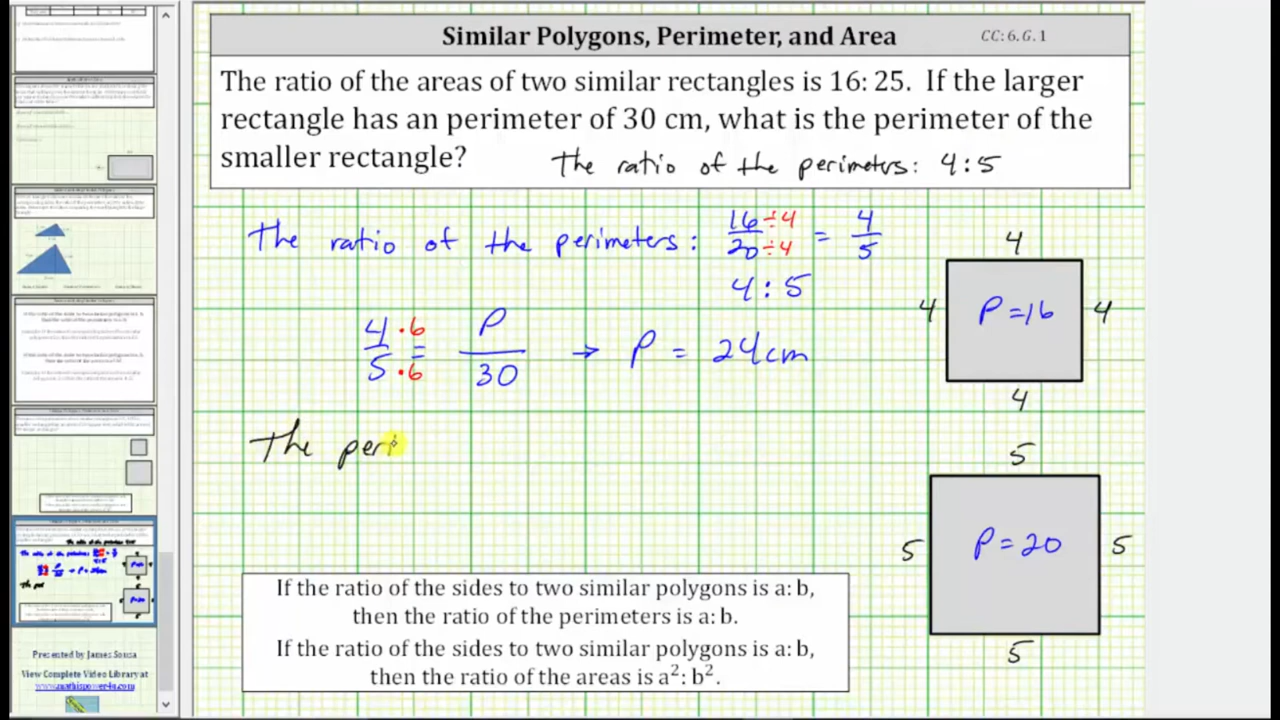 Similar Polygons, Perimeter, and Area
CC: 6. G. 1
The ratio of the areas of two similar rectangles is 16: 25. If the larger
rectangle has an perimeter of 30 cm, what is the perimeter of the
smaller rectangle?
The ratio of the perimeters: 4:5
The ratio of the perimeters: 16÷4/20÷4 = 4/5
4:5
4·6/5·6 = P/30 → P = 24cm
The peri
4
4
P=16
4
4
5
5
P=20
5
5
If the ratio of the sides to two similar polygons is a: b,
then the ratio of the perimeters is a: b.
If the ratio of the sides to two similar polygons is a: b,
then the ratio of the areas is a²: b².
Presented by James Sousa
View Complete Video Library at
www.mathispower4u.com